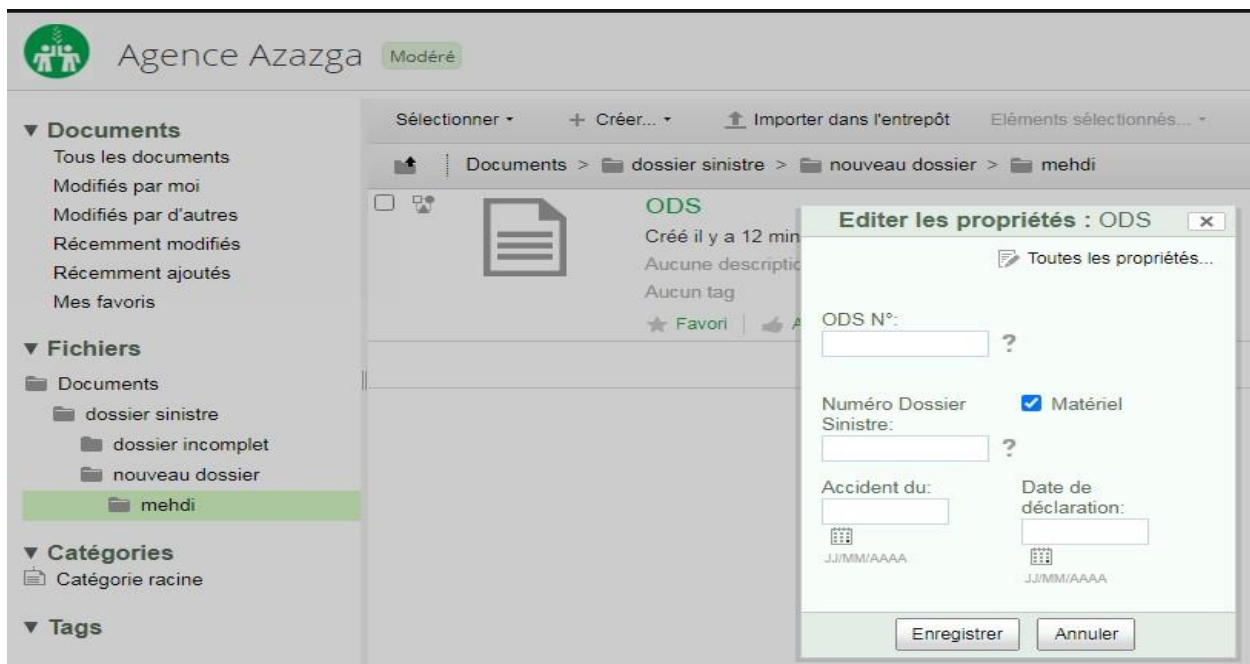 Agence Azazga Modéré
▼ Documents
Tous les documents
Modifiés par moi
Modifiés par d'autres
Récemment modifiés
Récemment ajoutés
Mes favoris
▼ Fichiers
Documents
dossier sinistre
dossier incomplet
nouveau dossier
mehdi
▼ Catégories
Catégorie racine
▼ Tags
Sélectionner + Créer... Importer dans l'entrepôt Eléments sélectionnés...
Documents > dossier sinistre > nouveau dossier > mehdi
ODS
Créé il y a 12 min
Aucune descriptio
Aucun tag
Favori A
Editer les propriétés : ODS
Toutes les propriétés...
ODS N°:
?
Numéro Dossier Sinistre:
?
Matériel
Accident du:
JJ/MM/AAAA
Date de déclaration:
JJ/MM/AAAA
Enregistrer Annuler